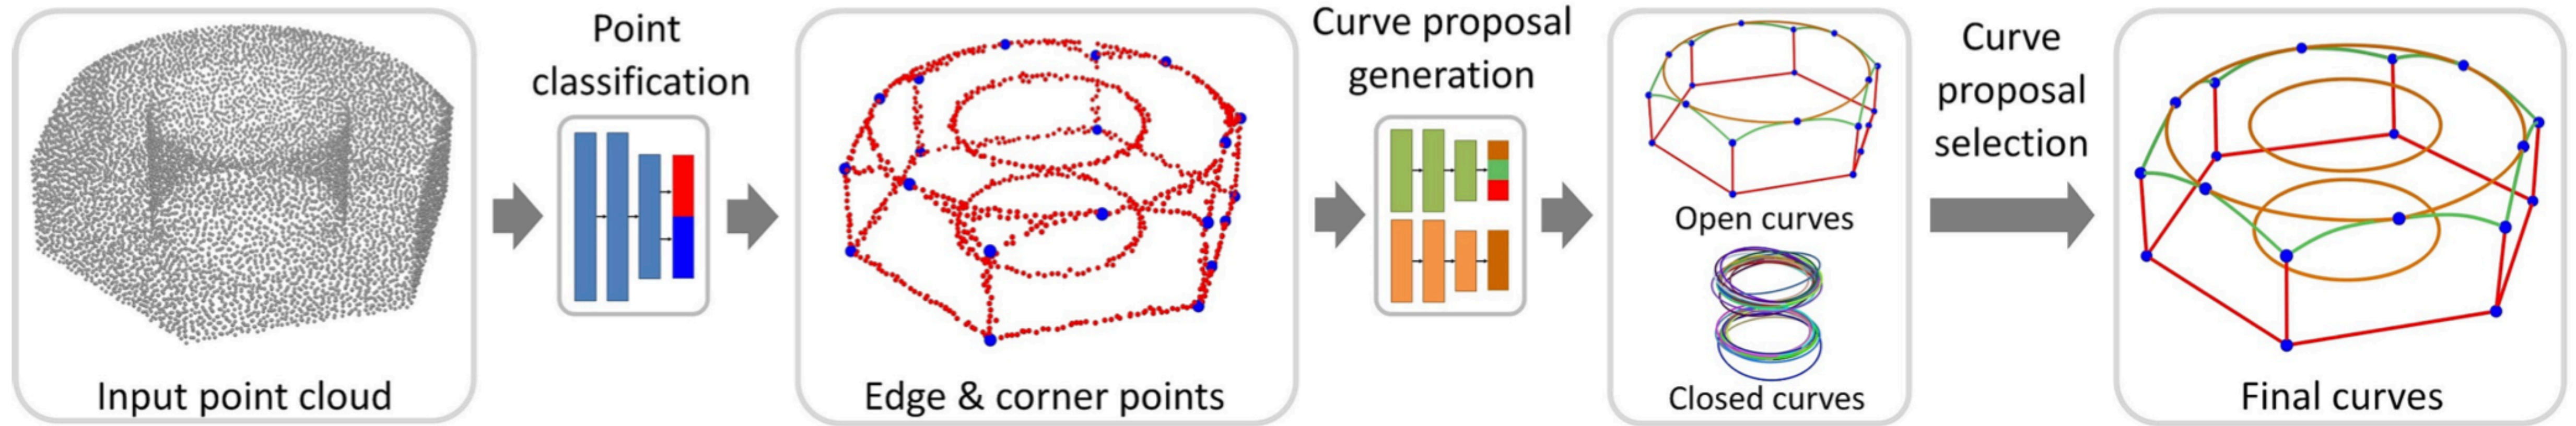 Input point cloud
Point
classification
Edge & corner points
Curve proposal
generation
Open curves
Closed curves
Curve
proposal
selection
Final curves